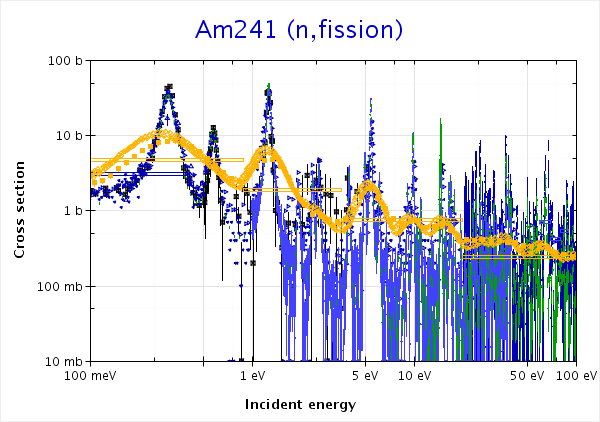 Am241 (n,fission)
100 b
10 b
1 b
100 mb
10 mb
Cross section
100 meV
1 eV
5 eV
10 eV
50 eV
100 eV
Incident energy